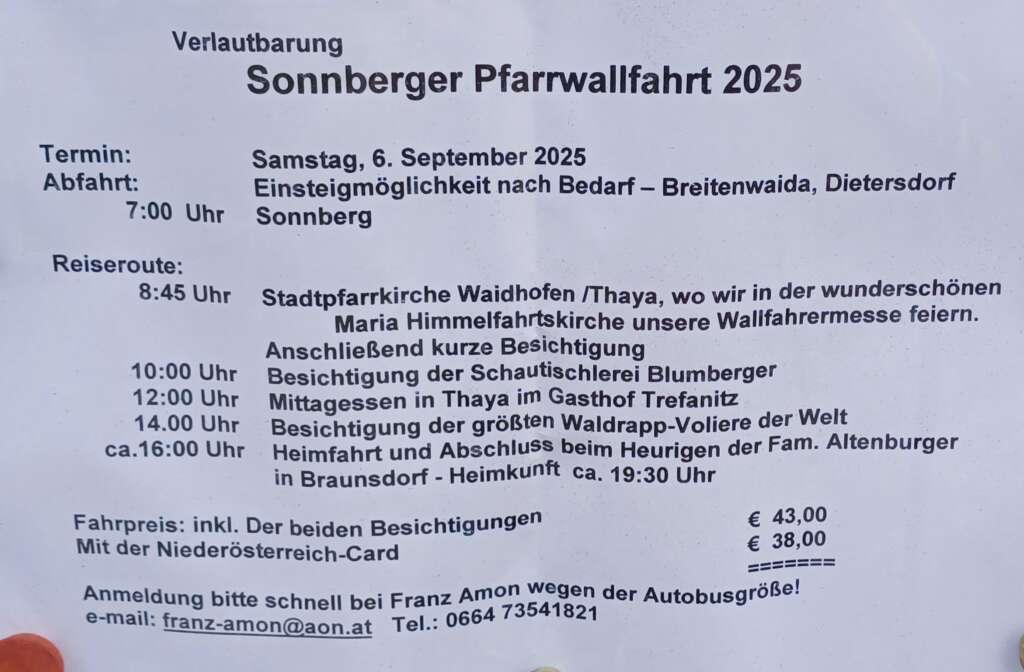 Verlautbarung
Sonnberger Pfarrwallfahrt 2025
Termin: Samstag, 6. September 2025
Abfahrt: Einsteigmöglichkeit nach Bedarf – Breitenwaida, Dietersdorf
7:00 Uhr Sonnberg
Reiseroute:
8:45 Uhr Stadtpfarrkirche Waidhofen /Thaya, wo wir in der wunderschönen
Maria Himmelfahrtskirche unsere Wallfahrermesse feiern.
Anschließend kurze Besichtigung
10:00 Uhr Besichtigung der Schautischlerei Blumberger
12:00 Uhr Mittagessen in Thaya im Gasthof Trefanitz
14.00 Uhr Besichtigung der größten Waldrapp-Voliere der Welt
ca.16:00 Uhr Heimfahrt und Abschluss beim Heurigen der Fam. Altenburger
in Braunsdorf - Heimkunft ca. 19:30 Uhr
Fahrpreis: inkl. Der beiden Besichtigungen € 43,00
Mit der Niederösterreich-Card € 38,00
=======
Anmeldung bitte schnell bei Franz Amon wegen der Autobusgröße!
e-mail: franz-amon@aon.at Tel.: 0664 73541821